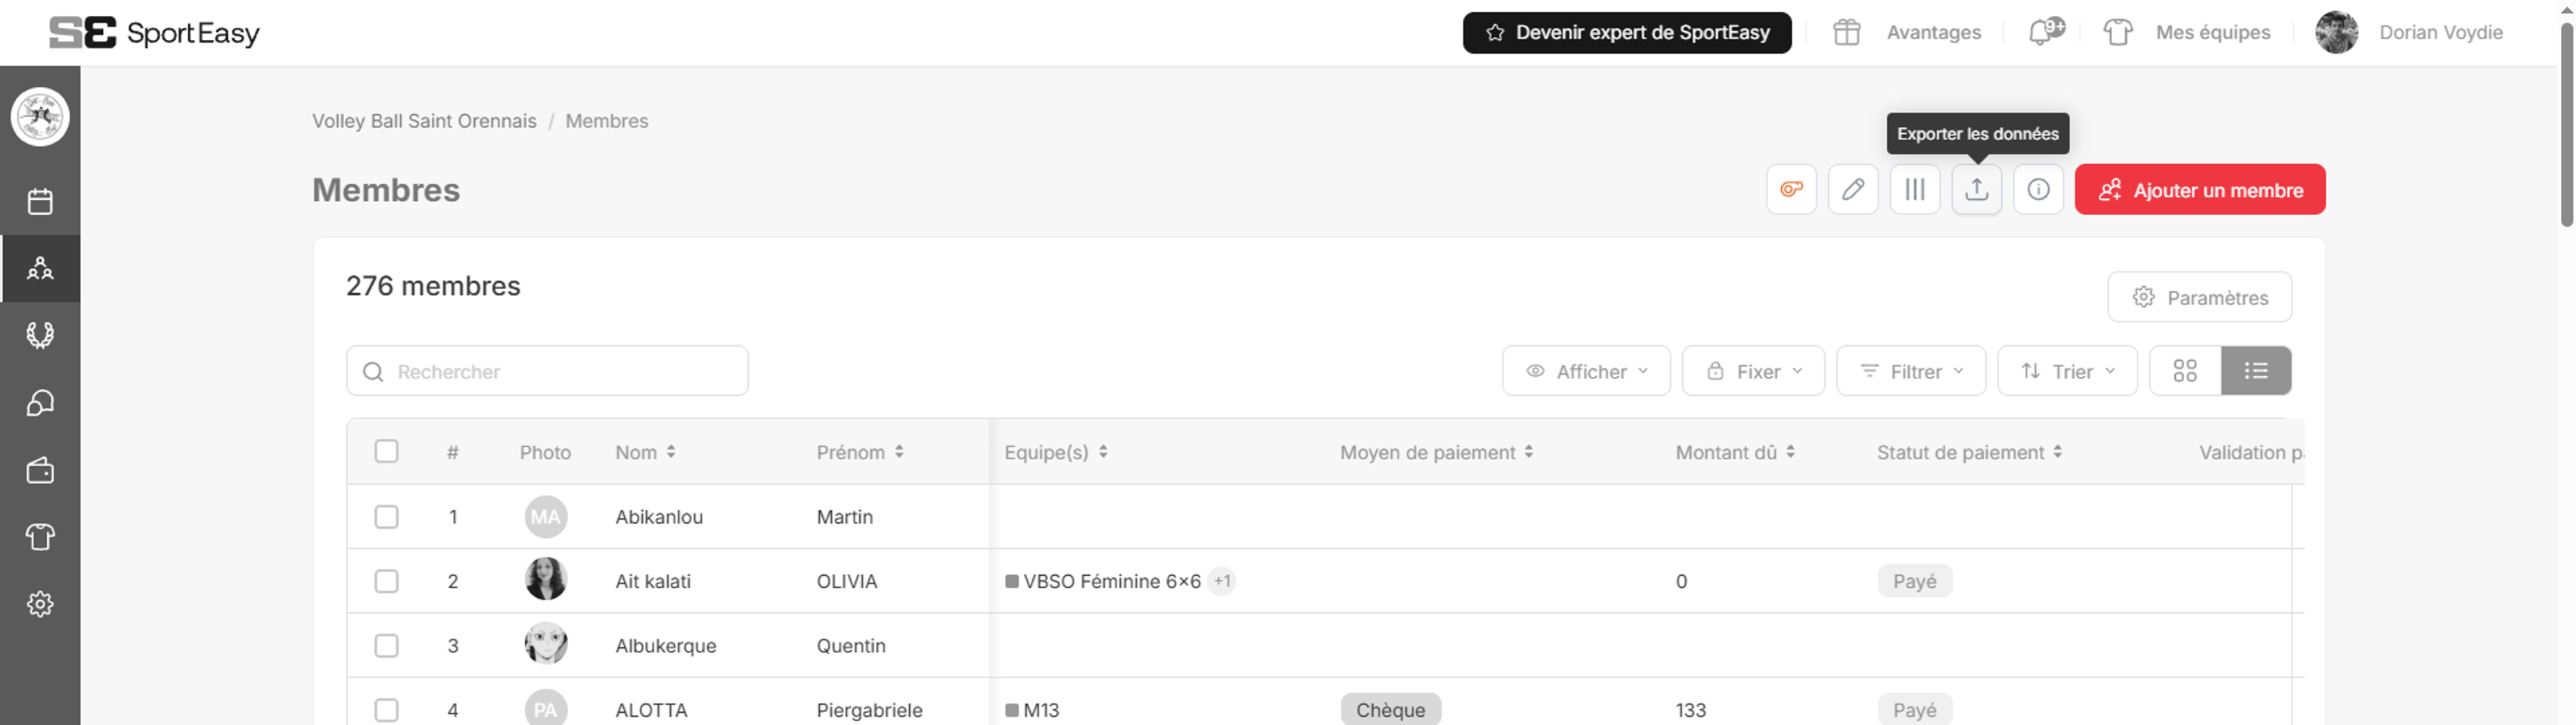 SE SportEasy
Devenir expert de SportEasy
Avantages
9+
Mes équipes
Dorian Voydie
Volley Ball Saint Orennais / Membres
Exporter les données
Membres
Ajouter un membre
276 membres
Paramètres
Rechercher
Afficher
Fixer
Filtrer
Trier
# Photo Nom Prénom Equipe(s) Moyen de paiement Montant dû Statut de paiement Validation
1 MA Abikanlou Martin
2 Ait kalati OLIVIA VBSO Féminine 6×6 +1 0 Payé
3 Albukerque Quentin
4 PA ALOTTA Piergabriele M13 Chèque 133 Payé